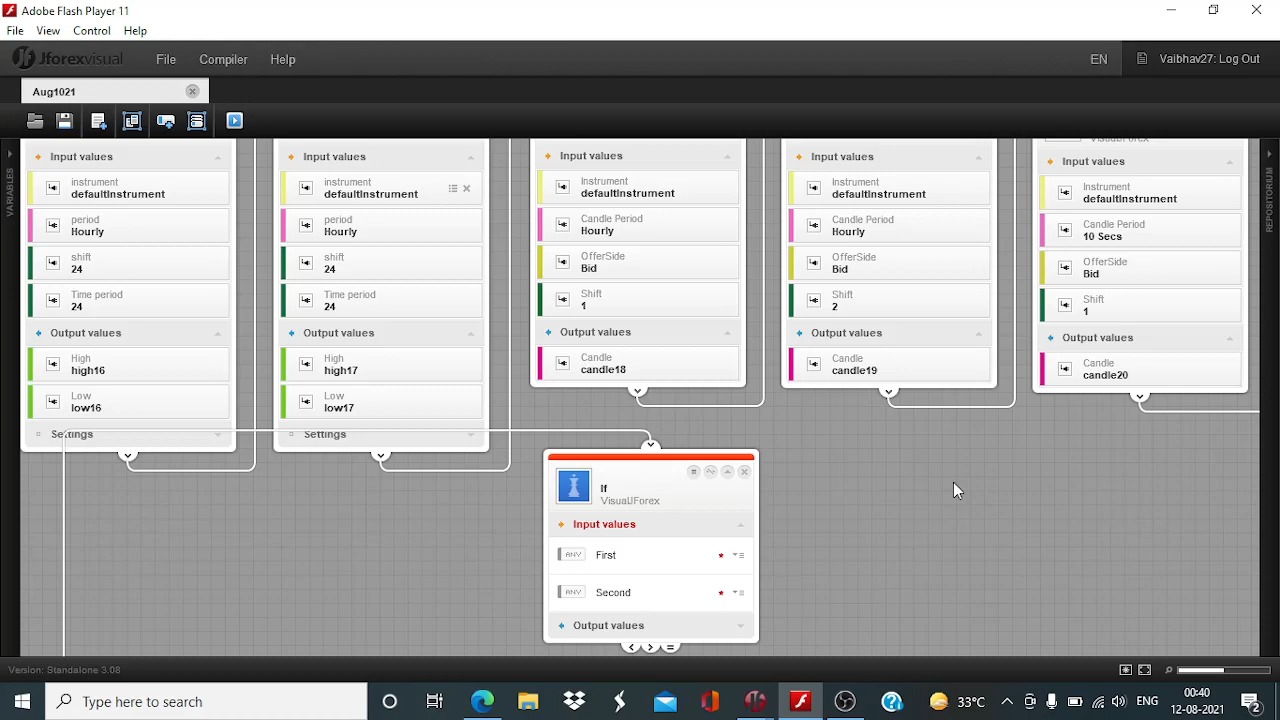 Adobe Flash Player 11
File View Control Help
Jforexvisual File Compiler Help EN Vaibhav27: Log Out
Aug1021
VARIABLES
REPOSITORIUM
Input values
instrument
defaultInstrument
period
Hourly
shift
24
Time period
24
Output values
High
high16
Low
low16
Settings
Input values
instrument
defaultInstrument
period
Hourly
shift
24
Time period
24
Output values
High
high17
Low
low17
Settings
Input values
Instrument
defaultInstrument
Candle Period
Hourly
OfferSide
Bid
Shift
1
Output values
Candle
candle18
Input values
Instrument
defaultInstrument
Candle Period
Hourly
OfferSide
Bid
Shift
2
Output values
Candle
candle19
VisualJForex
Input values
Instrument
defaultInstrument
Candle Period
10 Secs
OfferSide
Bid
Shift
1
Output values
Candle
candle20
If
VisualJForex
Input values
ANY First
ANY Second
Output values
< > =
Version: Standalone 3.08
Type here to search
33°C
ENG
00:40
12-08-2021
2